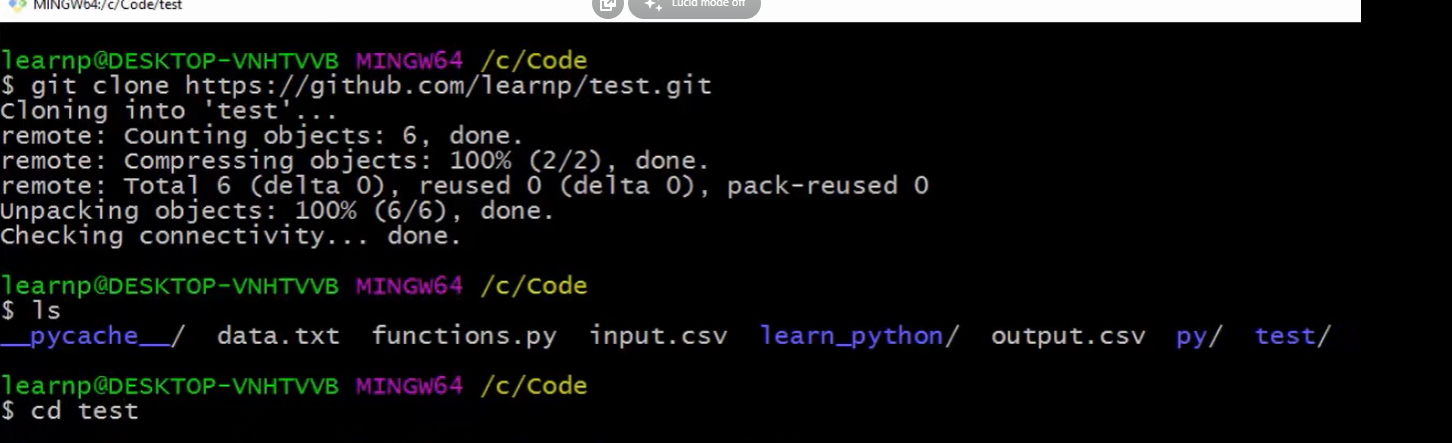 MINGW64:/c/Code/test
Lucid mode off
learnp@DESKTOP-VNHTVVB MINGW64 /c/Code
$ git clone https://github.com/learnp/test.git
Cloning into 'test'...
remote: Counting objects: 6, done.
remote: Compressing objects: 100% (2/2), done.
remote: Total 6 (delta 0), reused 0 (delta 0), pack-reused 0
Unpacking objects: 100% (6/6), done.
Checking connectivity... done.
learnp@DESKTOP-VNHTVVB MINGW64 /c/Code
$ ls
__pycache__/ data.txt functions.py input.csv learn_python/ output.csv py/ test/
learnp@DESKTOP-VNHTVVB MINGW64 /c/Code
$ cd test